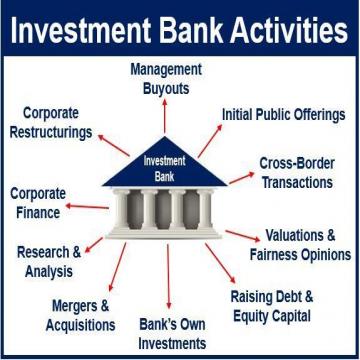 Investment Bank Activities
Management
Buyouts
Corporate
Restructurings
Initial Public Offerings
Investment
Bank
Cross-Border
Transactions
Corporate
Finance
Valuations &
Fairness Opinions
Research &
Analysis
Raising Debt &
Equity Capital
Mergers &
Acquisitions
Bank's Own
Investments